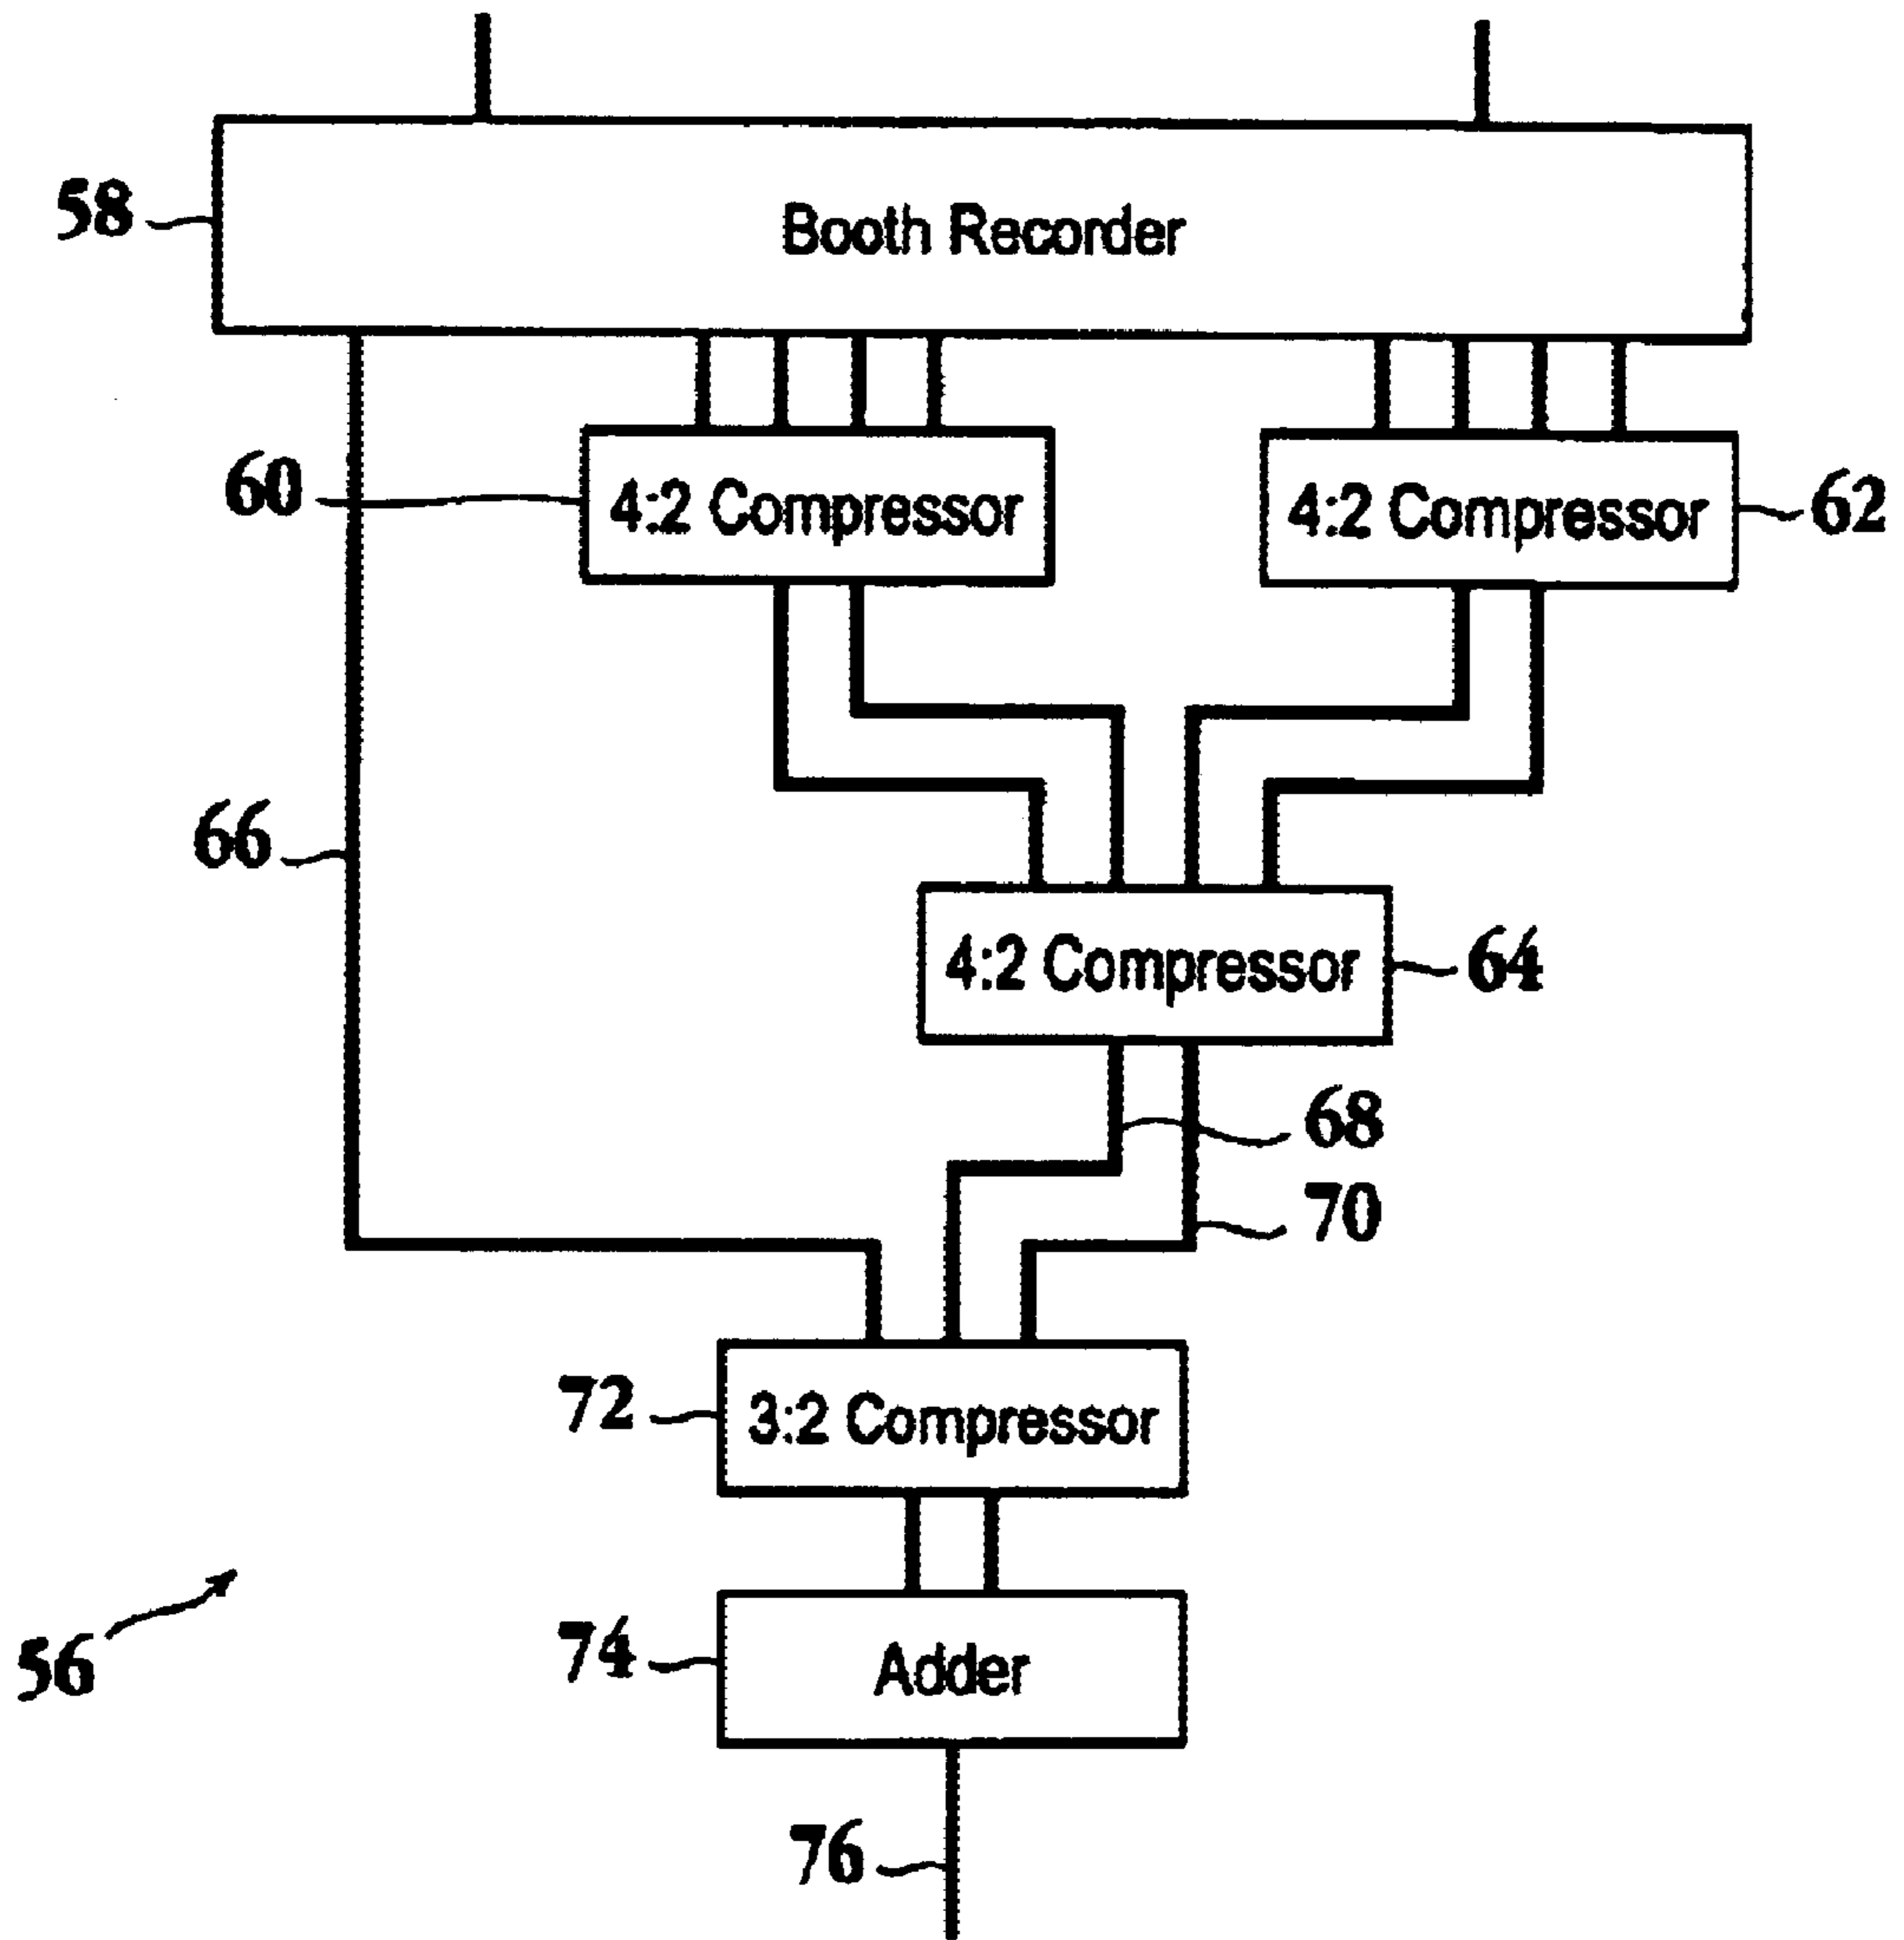 58
Booth Recorder
60
4:2 Compressor
4:2 Compressor
62
66
4:2 Compressor
64
68
70
72
3:2 Compressor
56
74
Adder
76